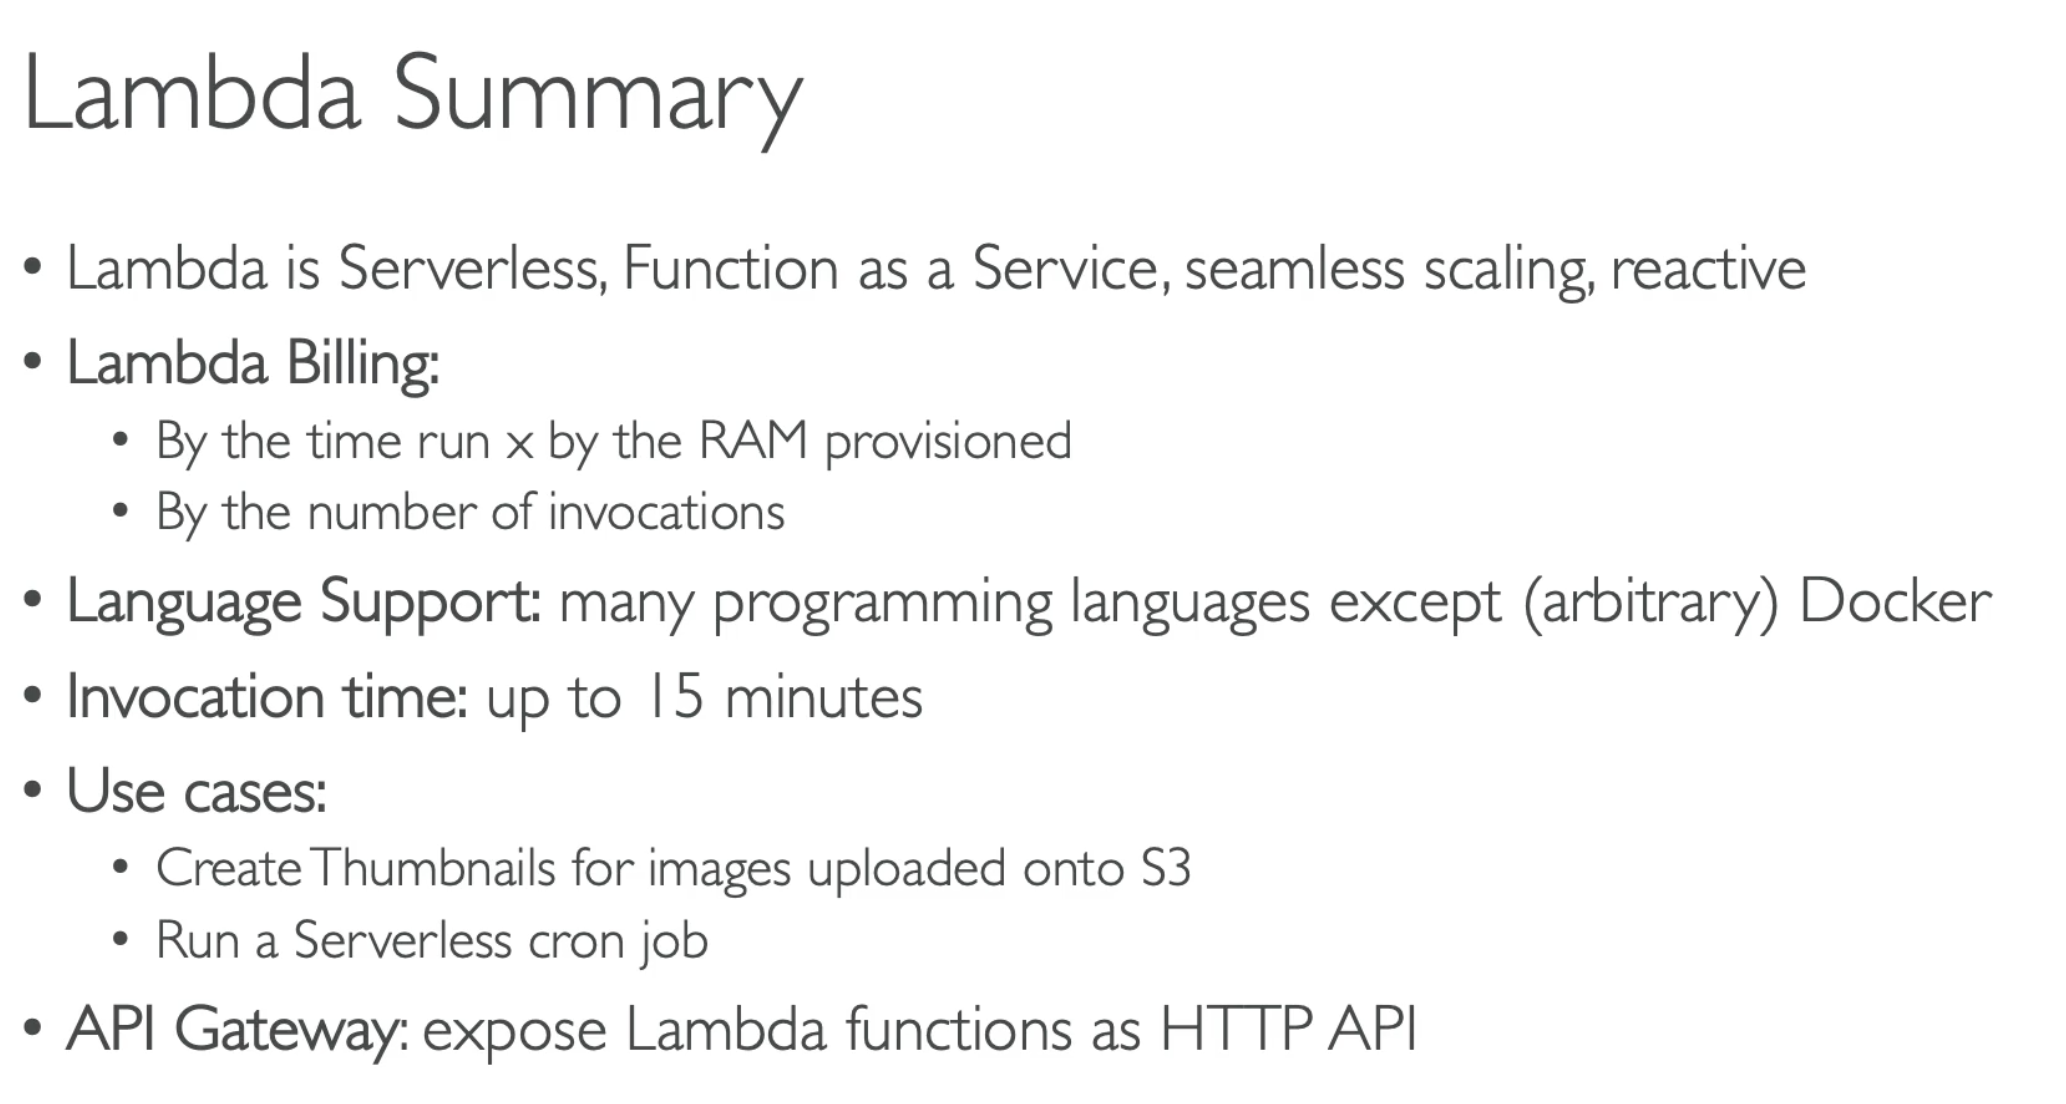 Lambda Summary
• Lambda is Serverless, Function as a Service, seamless scaling, reactive
• Lambda Billing:
• By the time run x by the RAM provisioned
• By the number of invocations
• Language Support: many programming languages except (arbitrary) Docker
• Invocation time: up to 15 minutes
• Use cases:
• Create Thumbnails for images uploaded onto S3
• Run a Serverless cron job
• API Gateway: expose Lambda functions as HTTP API